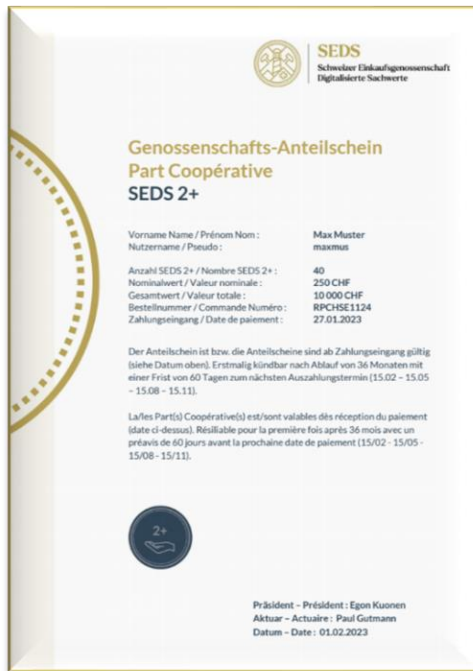 SEDS
Schweizer Einkaufsgenossenschaft
Digitalisierte Sachwerte
Genossenschafts-Anteilschein
Part Coopérative
SEDS 2+
Vorname Name / Prénom Nom : Max Muster
Nutzername / Pseudo : maxmus
Anzahl SEDS 2+ / Nombre SEDS 2+ : 40
Nominalwert / Valeur nominale : 250 CHF
Gesamtwert / Valeur totale : 10 000 CHF
Bestellnummer / Commande Numéro : RPCHSE1124
Zahlungseingang / Date de paiement : 27.01.2023
Der Anteilschein ist bzw. die Anteilscheine sind ab Zahlungseingang gültig
(siehe Datum oben). Erstmalig kündbar nach Ablauf von 36 Monaten mit
einer Frist von 60 Tagen zum nächsten Auszahlungstermin (15.02 – 15.05
– 15.08 – 15.11).
La/les Part(s) Coopérative(s) est/sont valables dès réception du paiement
(date ci-dessus). Résiliable pour la première fois après 36 mois avec un
préavis de 60 jours avant la prochaine date de paiement (15/02 - 15/05 -
15/08 - 15/11).
2+
Präsident – Président : Egon Kuonen
Aktuar – Actuaire : Paul Gutmann
Datum – Date : 01.02.2023